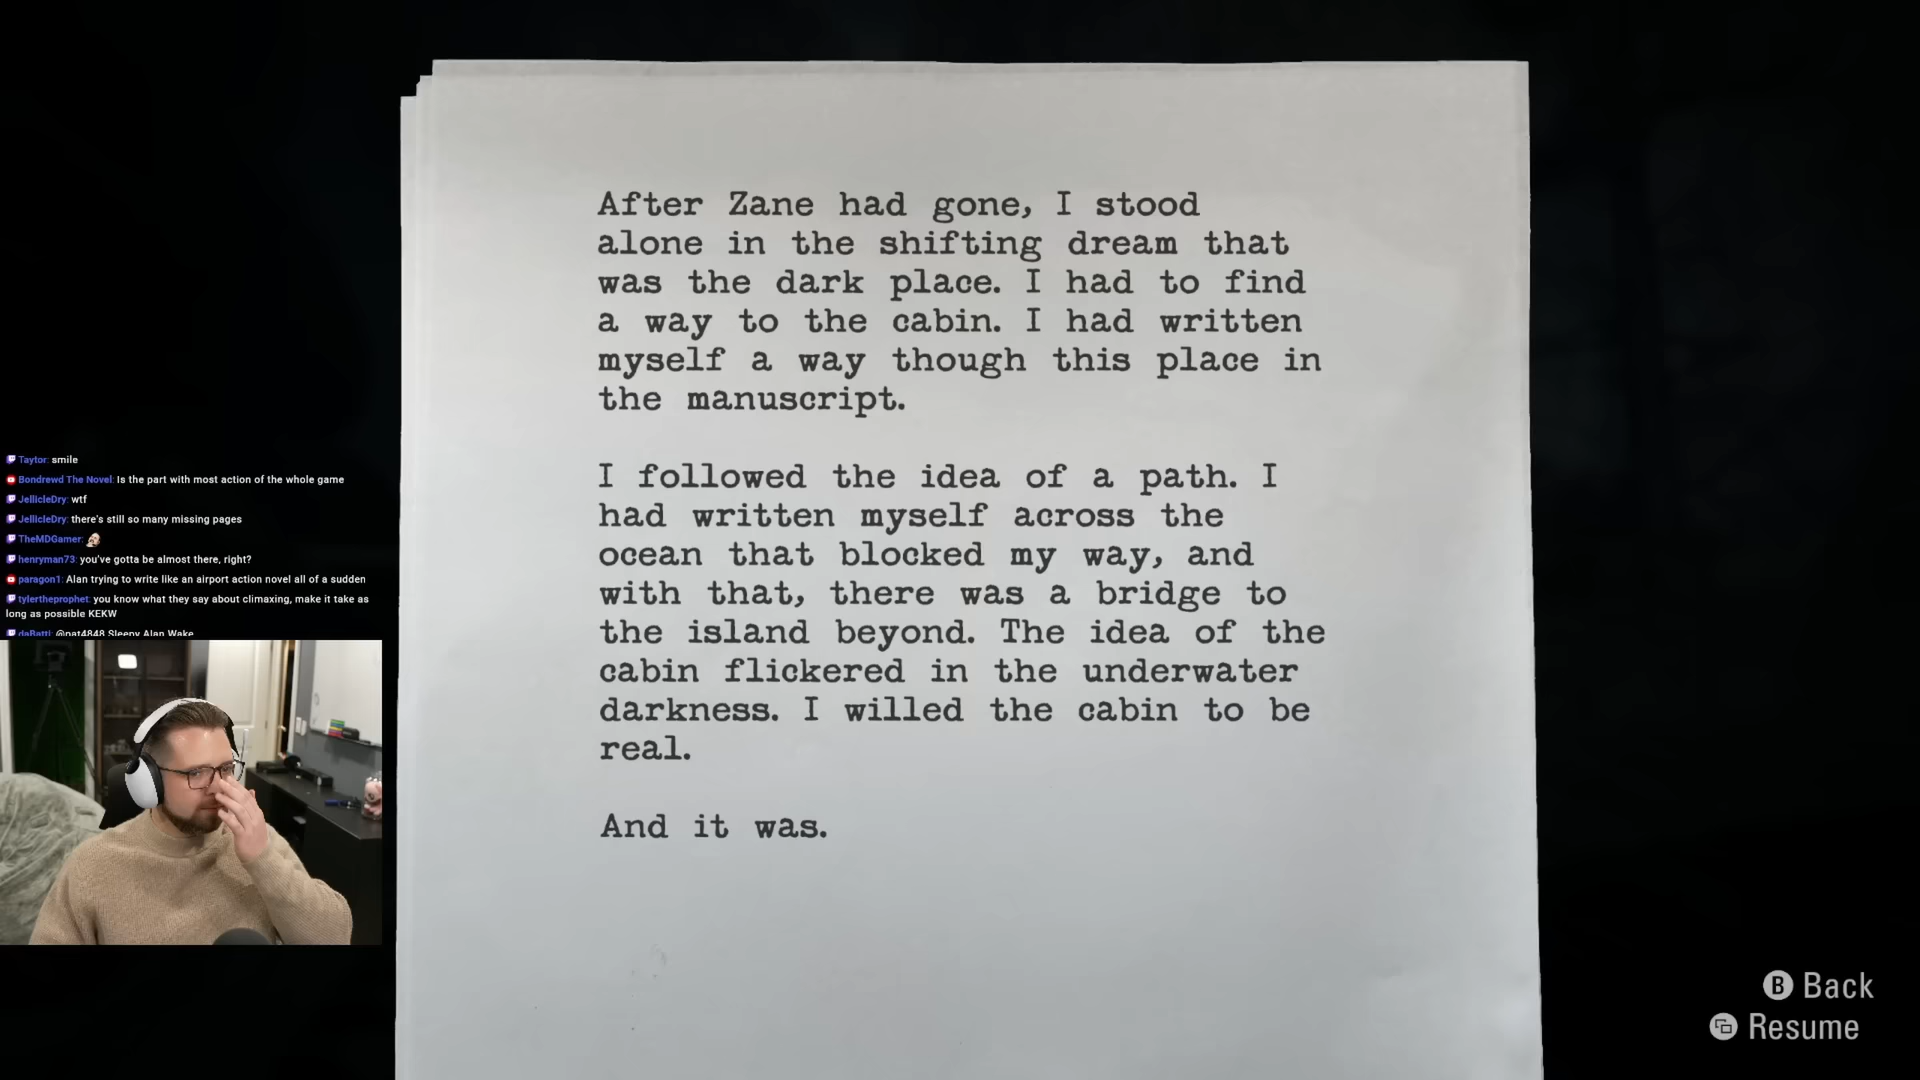 After Zane had gone, I stood
alone in the shifting dream that
was the dark place. I had to find
a way to the cabin. I had written
myself a way though this place in
the manuscript.
I followed the idea of a path. I
had written myself across the
ocean that blocked my way, and
with that, there was a bridge to
the island beyond. The idea of the
cabin flickered in the underwater
darkness. I willed the cabin to be
real.
And it was.
Taytor: smile
Bondrewd The Novel: Is the part with most action of the whole game
JellicleDry: wtf
JellicleDry: there's still so many missing pages
TheMDGamer:
henryman73: you've gotta be almost there, right?
paragon1: Alan trying to write like an airport action novel all of a sudden
tylertheprophet: you know what they say about climaxing, make it take as
long as possible KEKW
daBatti: @pat4848 Sleepy Alan Wake
B Back
Resume